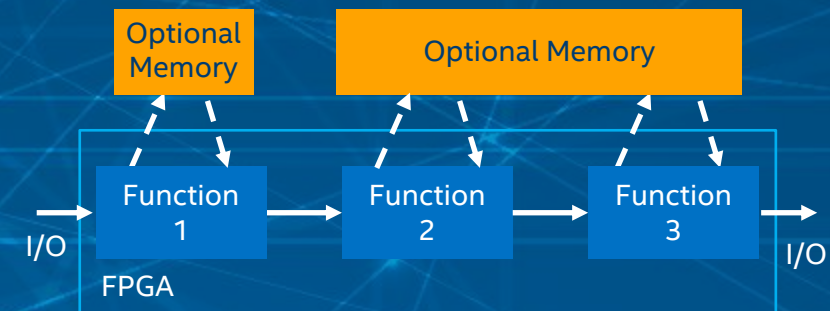 Optional
Memory
Optional Memory
Function
1
Function
2
Function
3
I/O
I/O
FPGA